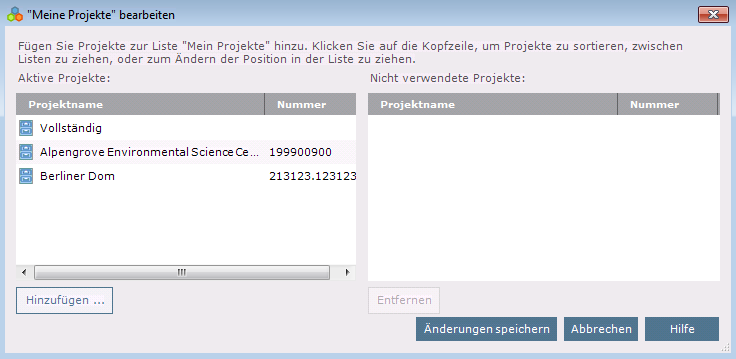 "Meine Projekte" bearbeiten
Fügen Sie Projekte zur Liste "Mein Projekte" hinzu. Klicken Sie auf die Kopfzeile, um Projekte zu sortieren, zwischen
Listen zu ziehen, oder zum Ändern der Position in der Liste zu ziehen.
Aktive Projekte:
Projektname Nummer
Vollständig
Alpengrove Environmental Science Ce... 199900900
Berliner Dom 213123.123123
Hinzufügen ...
Nicht verwendete Projekte:
Projektname Nummer
Entfernen
Änderungen speichern Abbrechen Hilfe